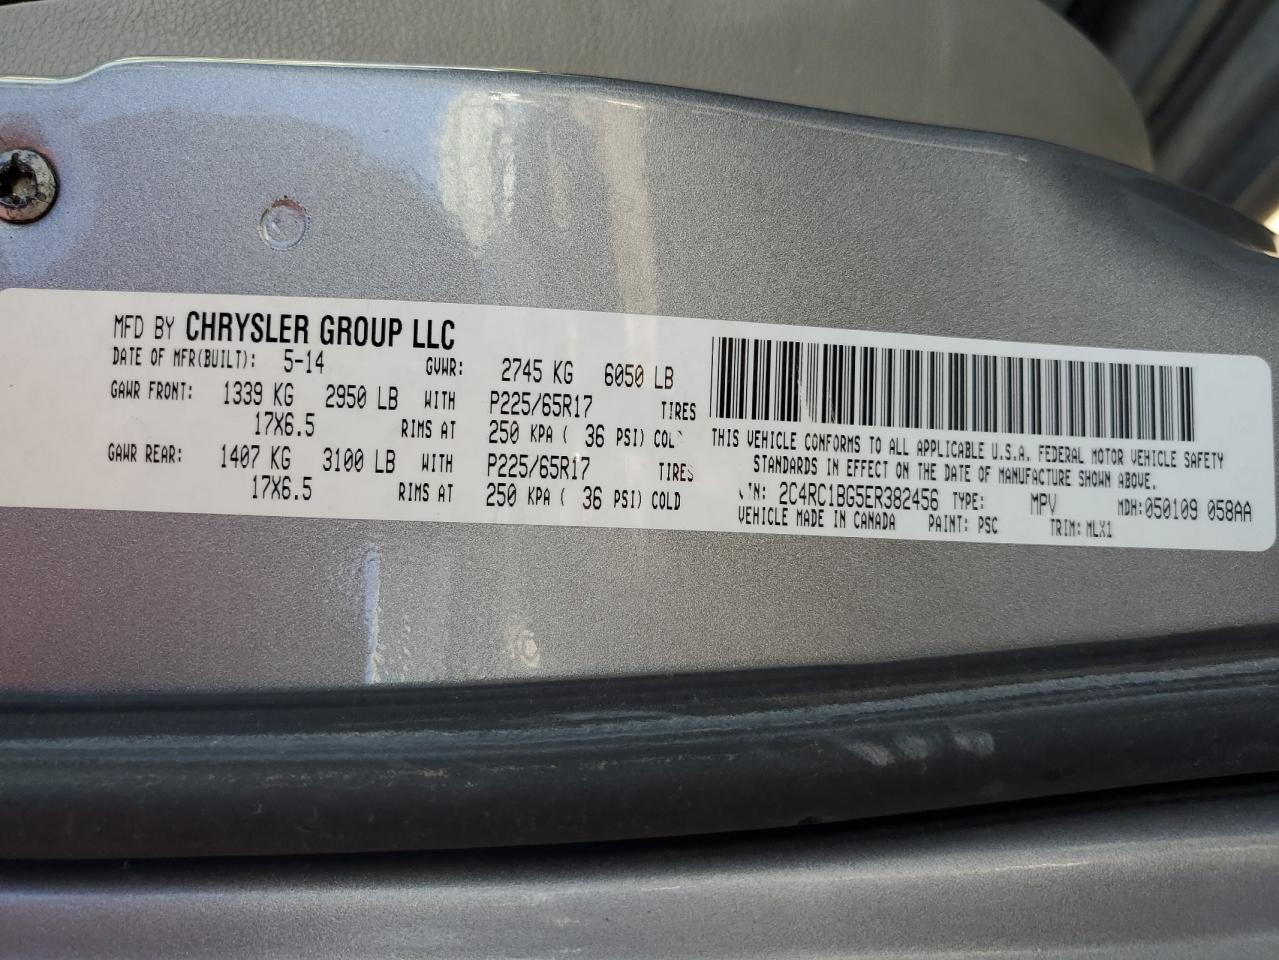 MFD BY CHRYSLER GROUP LLC
DATE OF MFR(BUILT): 5-14 GVWR: 2745 KG 6050 LB
GAWR FRONT: 1339 KG 2950 LB WITH P225/65R17 TIRES
17X6.5 RIMS AT 250 KPA ( 36 PSI) COLD
GAWR REAR: 1407 KG 3100 LB WITH P225/65R17 TIRES
17X6.5 RIMS AT 250 KPA ( 36 PSI) COLD
THIS VEHICLE CONFORMS TO ALL APPLICABLE U.S.A. FEDERAL MOTOR VEHICLE SAFETY
STANDARDS IN EFFECT ON THE DATE OF MANUFACTURE SHOWN ABOVE.
VIN: 2C4RC1BG5ER382456 TYPE: MPV MDH:050109 058AA
VEHICLE MADE IN CANADA PAINT: PSC TRIM: MLX1